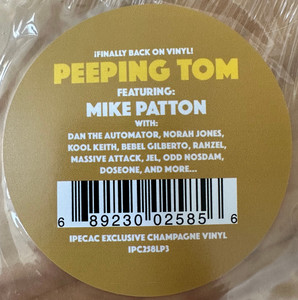 ¡FINALLY BACK ON VINYL!
PEEPING TOM
FEATURING:
MIKE PATTON
WITH:
DAN THE AUTOMATOR, NORAH JONES,
KOOL KEITH, BEBEL GILBERTO, RAHZEL,
MASSIVE ATTACK, JEL, ODD NOSDAM,
DOSEONE, AND MORE...
6 89230 02585 6
IPECAC EXCLUSIVE CHAMPAGNE VINYL
IPC258LP3